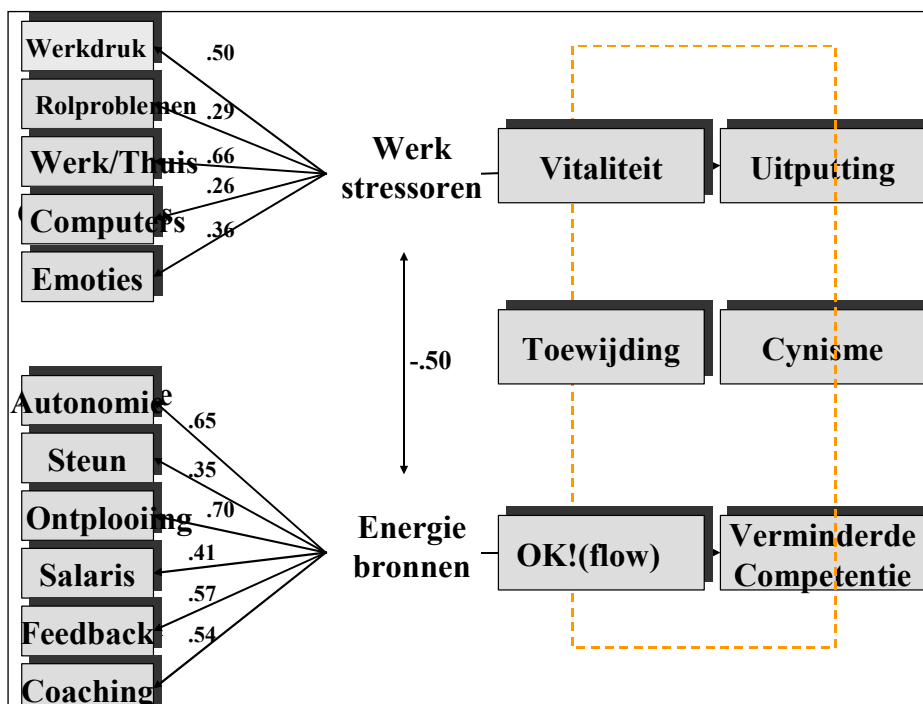 Werkdruk
.50
Rolproblemen
.29
Werk/Thuis
.66
Computers
.26
Emoties
.36
Werk
stressoren
Vitaliteit
Uitputting
-.50
Toewijding
Cynisme
Autonomie
.65
Steun
.35
Ontplooiing
.70
Salaris
.41
Feedback
.57
Coaching
.54
Energie
bronnen
OK!(flow)
Verminderde
Competentie